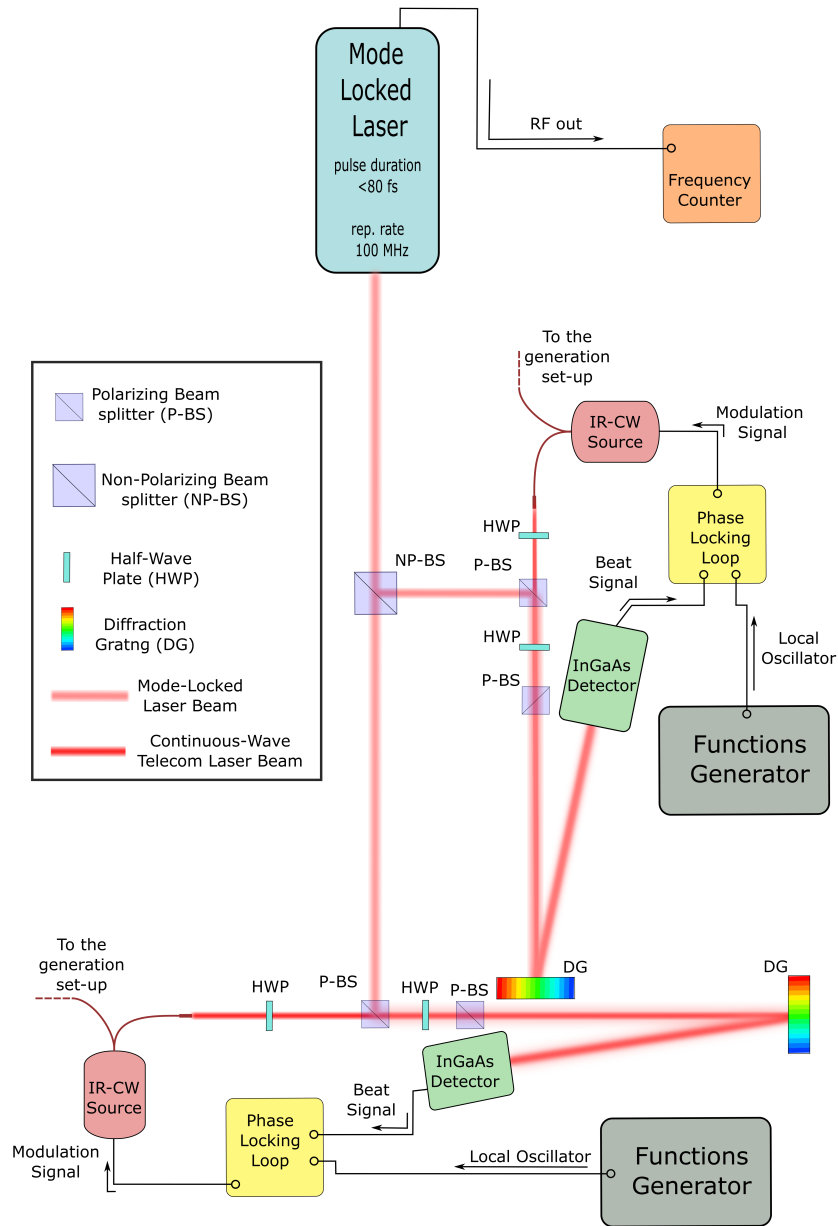 Mode
Locked
Laser
pulse duration
<80 fs
rep. rate
100 MHz
RF out
Frequency
Counter
To the
generation
set-up
IR-CW
Source
Modulation
Signal
Phase
Locking
Loop
HWP
NP-BS
P-BS
Beat
Signal
HWP
P-BS
InGaAs
Detector
Local
Oscillator
Functions
Generator
Polarizing Beam
splitter (P-BS)
Non-Polarizing Beam
splitter (NP-BS)
Half-Wave
Plate (HWP)
Diffraction
Gratng (DG)
Mode-Locked
Laser Beam
Continuous-Wave
Telecom Laser Beam
To the
generation
set-up
HWP
P-BS
HWP
P-BS
DG
DG
InGaAs
Detector
IR-CW
Source
Beat
Signal
Phase
Locking
Loop
Modulation
Signal
Local Oscillator
Functions
Generator